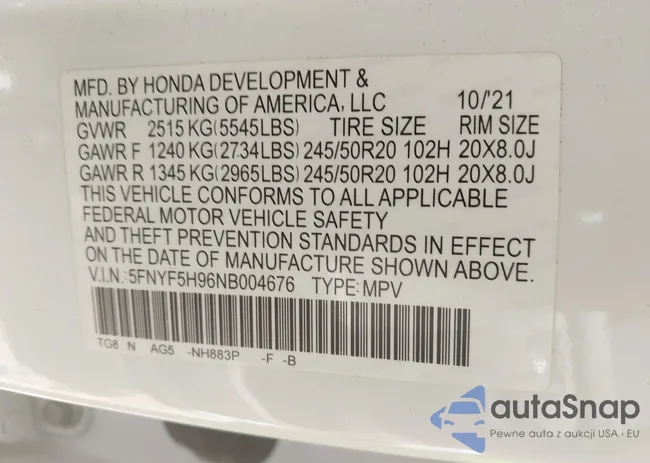 MFD. BY HONDA DEVELOPMENT &
MANUFACTURING OF AMERICA, LLC 10/'21
GVWR 2515 KG(5545LBS) TIRE SIZE RIM SIZE
GAWR F 1240 KG(2734LBS) 245/50R20 102H 20X8.0J
GAWR R 1345 KG(2965LBS) 245/50R20 102H 20X8.0J
THIS VEHICLE CONFORMS TO ALL APPLICABLE
FEDERAL MOTOR VEHICLE SAFETY
AND THEFT PREVENTION STANDARDS IN EFFECT
ON THE DATE OF MANUFACTURE SHOWN ABOVE.
V.I.N.:5FNYF5H96NB004676 TYPE:MPV
TG8 N AG5 -NH883P -F -B
autaSnap
Pewne auta z aukcji USA i EU